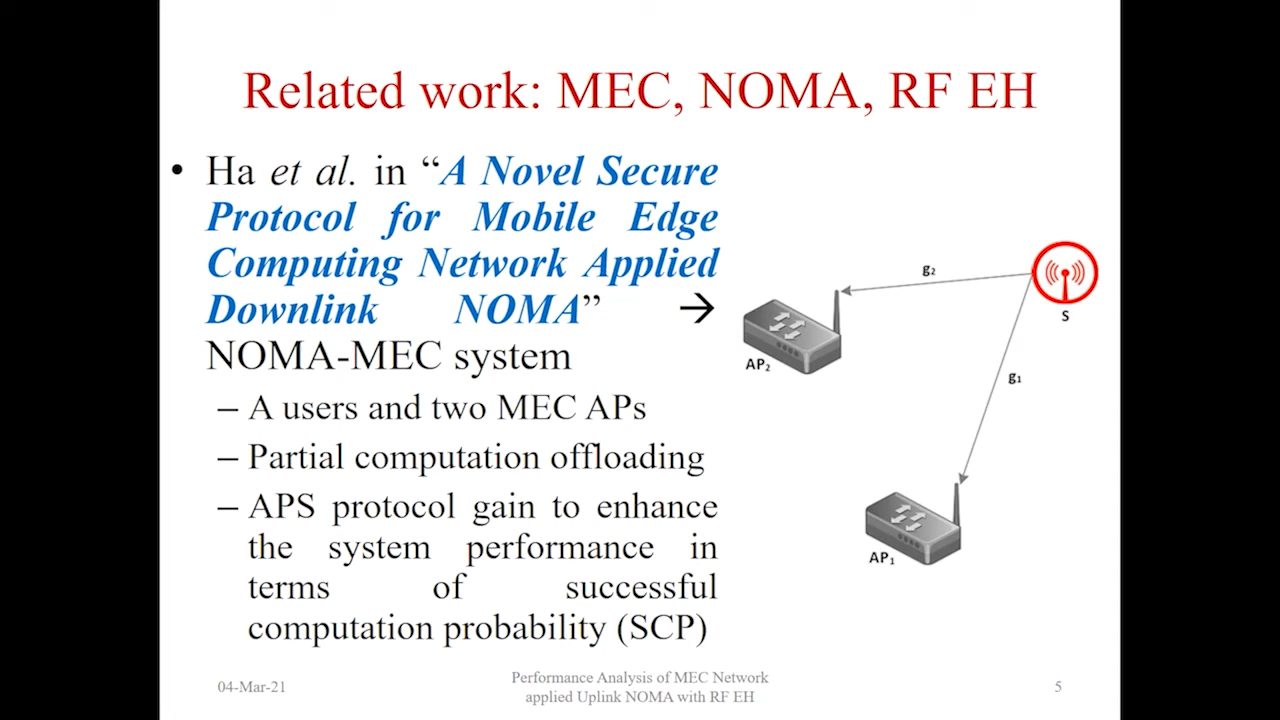 Related work: MEC, NOMA, RF EH
• Ha et al. in “A Novel Secure
Protocol for Mobile Edge
Computing Network Applied
Downlink NOMA” →
NOMA-MEC system
– A users and two MEC APs
– Partial computation offloading
– APS protocol gain to enhance
the system performance in
terms of successful
computation probability (SCP)
g₂
S
AP₂
g₁
AP₁
04-Mar-21
Performance Analysis of MEC Network
applied Uplink NOMA with RF EH
5